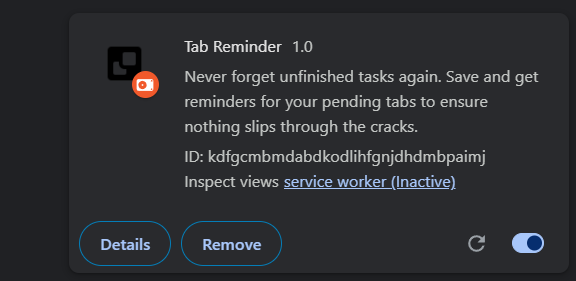 Tab Reminder 1.0
Never forget unfinished tasks again. Save and get
reminders for your pending tabs to ensure
nothing slips through the cracks.
ID: kdfgcmbmdabdkodlihfgnjdhdmbpaimj
Inspect views service worker (Inactive)
Details Remove